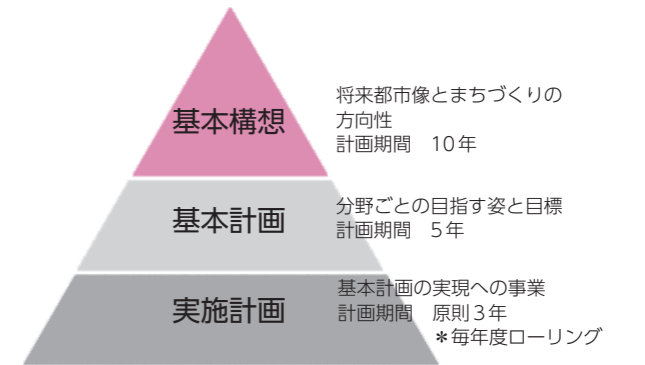 基本構想
将来都市像とまちづくりの
方向性
計画期間　10年
基本計画
分野ごとの目指す姿と目標
計画期間　5年
実施計画
基本計画の実現への事業
計画期間　原則3年
＊毎年度ローリング